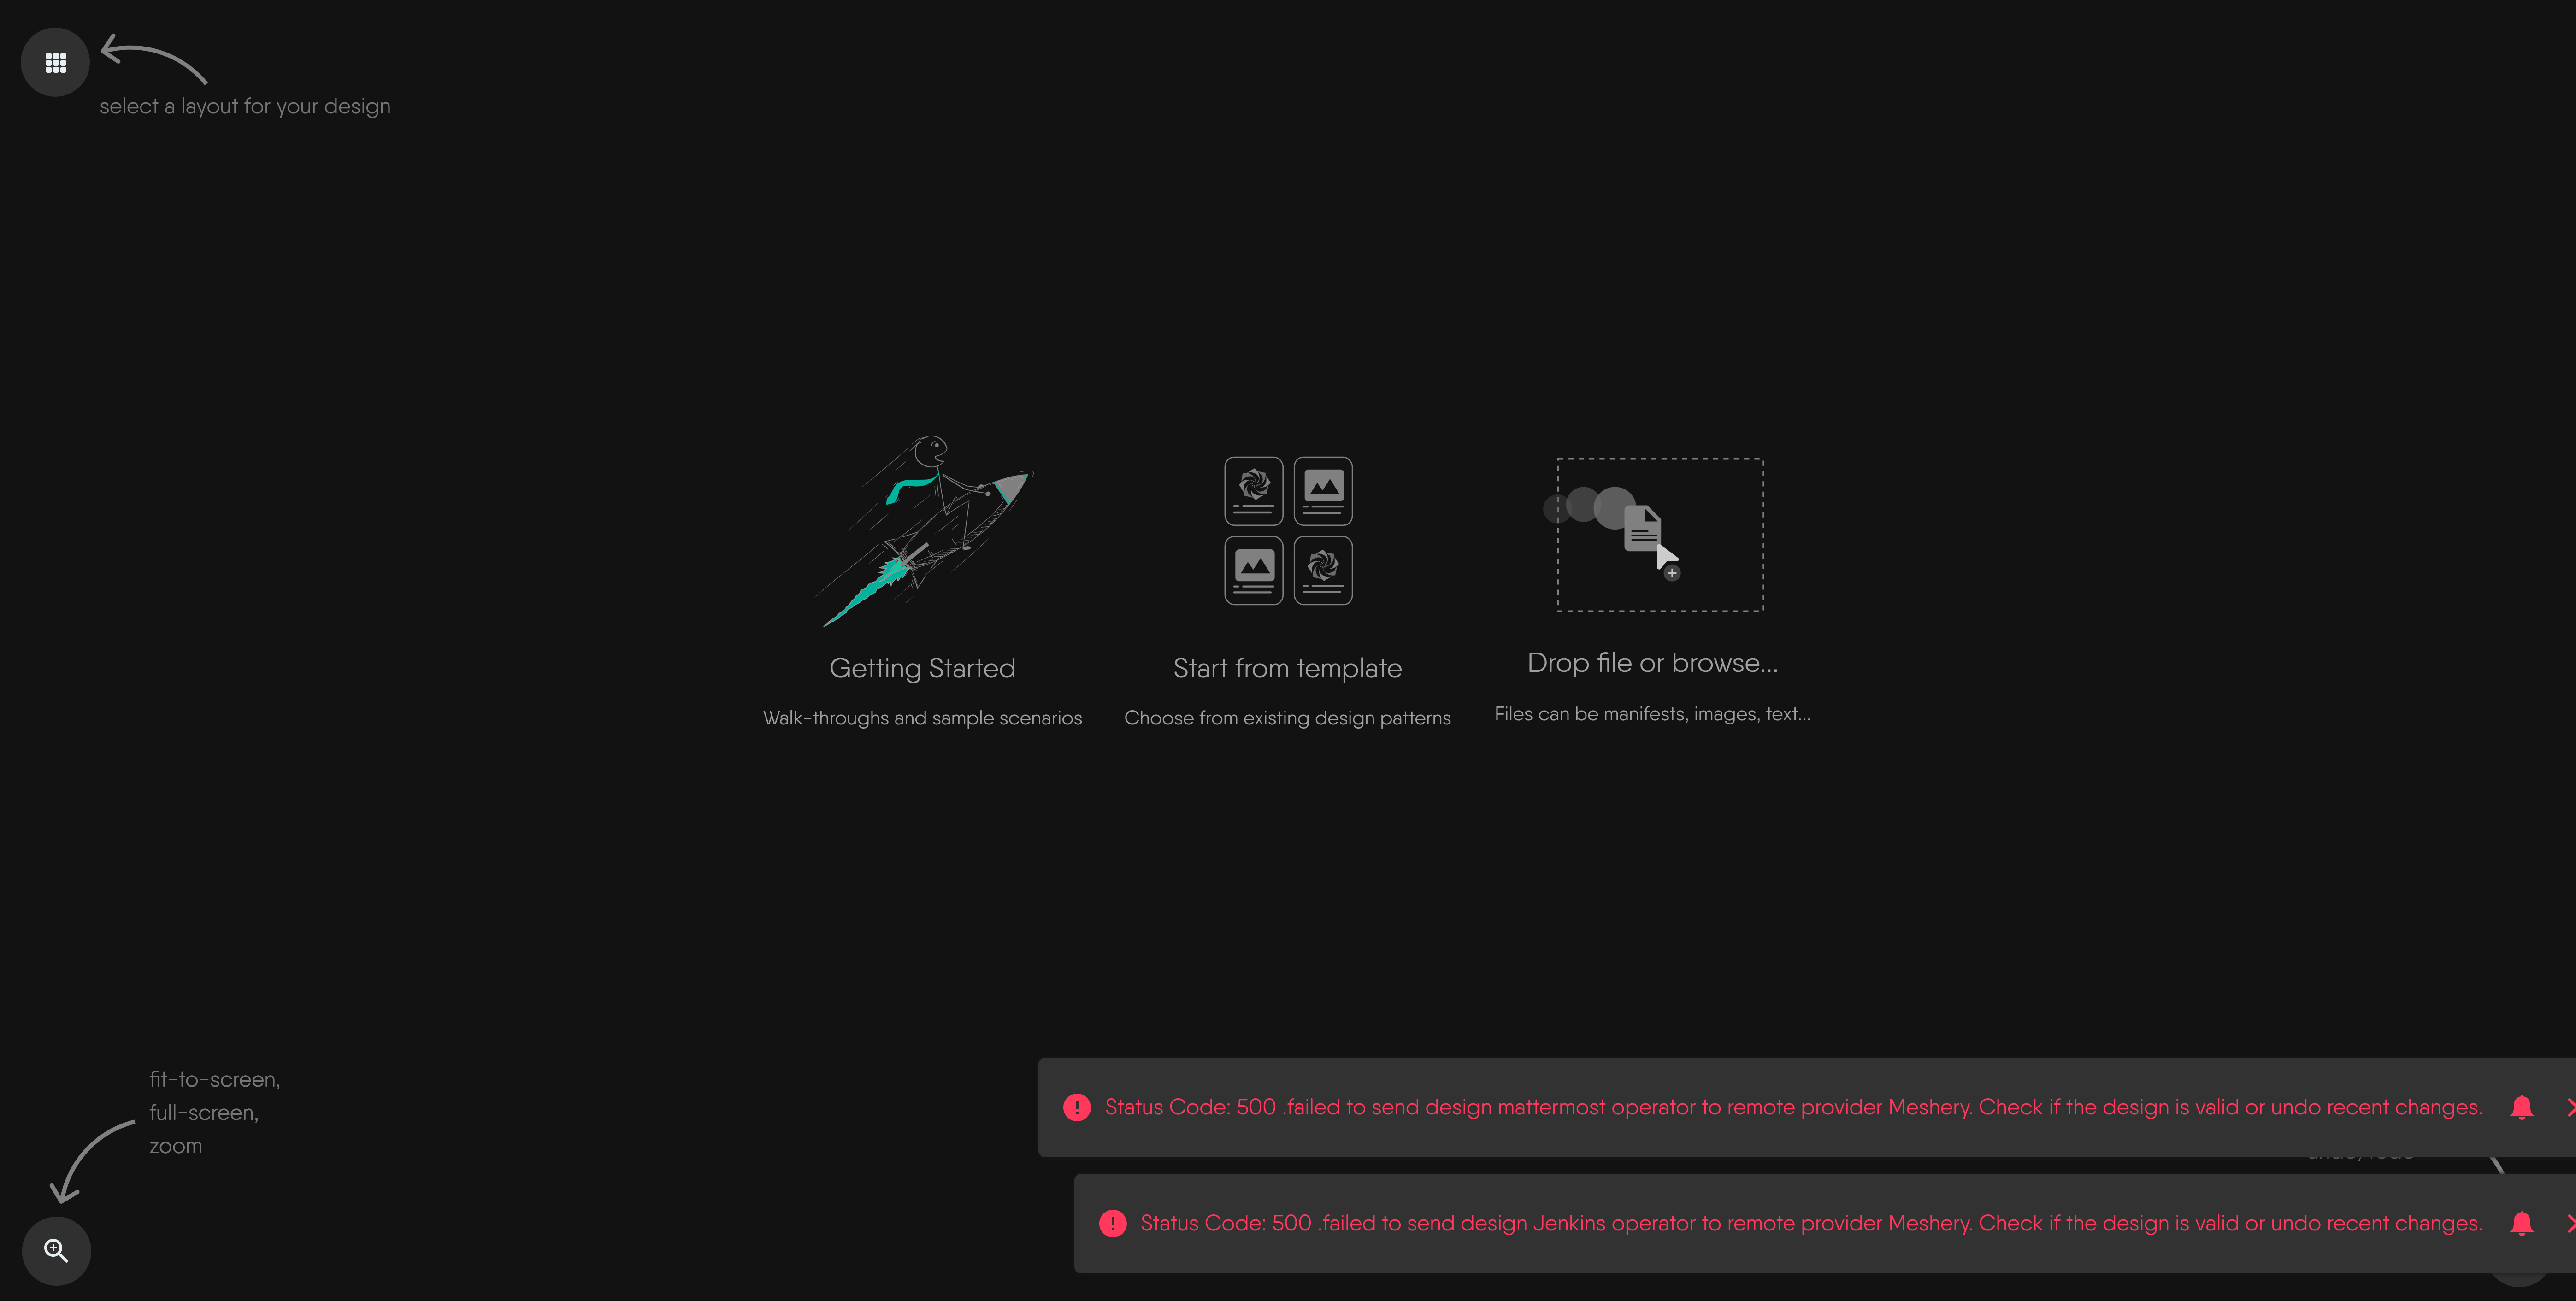 select a layout for your design
Getting Started
Walk-throughs and sample scenarios
Start from template
Choose from existing design patterns
Drop file or browse...
Files can be manifests, images, text...
fit-to-screen,
full-screen,
zoom
Status Code: 500 .failed to send design mattermost operator to remote provider Meshery. Check if the design is valid or undo recent changes.
Status Code: 500 .failed to send design Jenkins operator to remote provider Meshery. Check if the design is valid or undo recent changes.